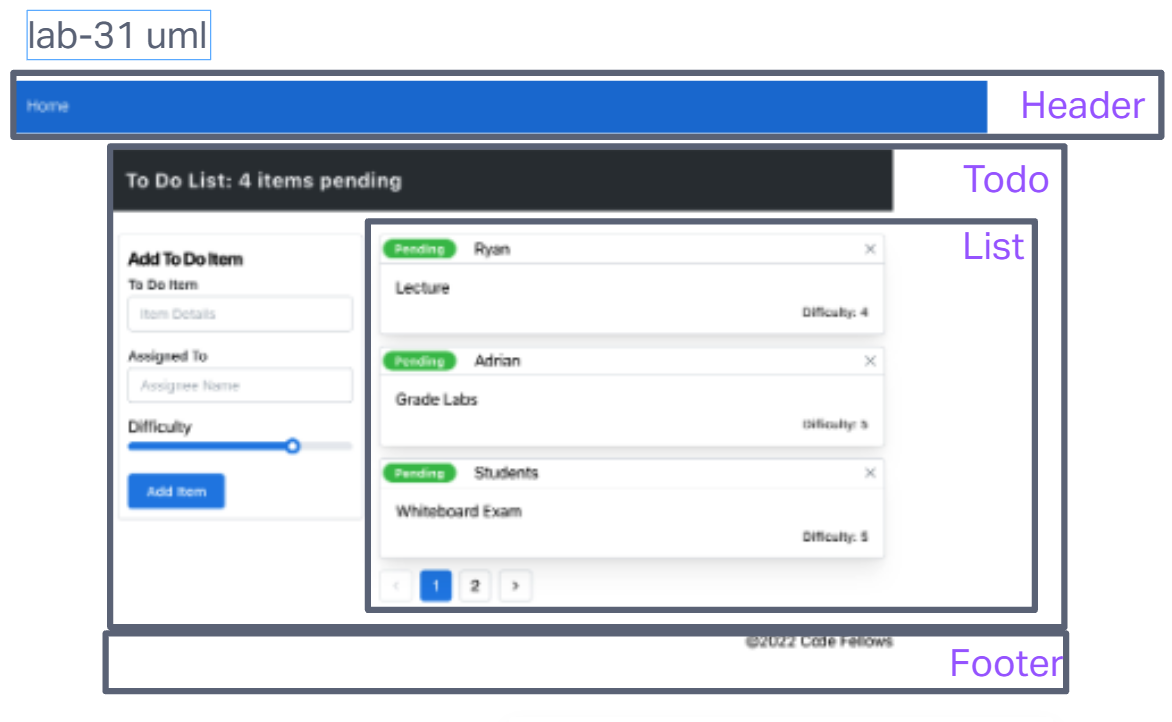 lab-31 uml
Home
Header
To Do List: 4 items pending
Todo
List
Add To Do Item
To Do Item
Item Details
Assigned To
Assignee Name
Difficulty
Add Item
Pending Ryan ×
Lecture
Difficulty: 4
Pending Adrian ×
Grade Labs
Difficulty: 5
Pending Students ×
Whiteboard Exam
Difficulty: 5
< 1 2 >
©2022 Code Fellows
Footer